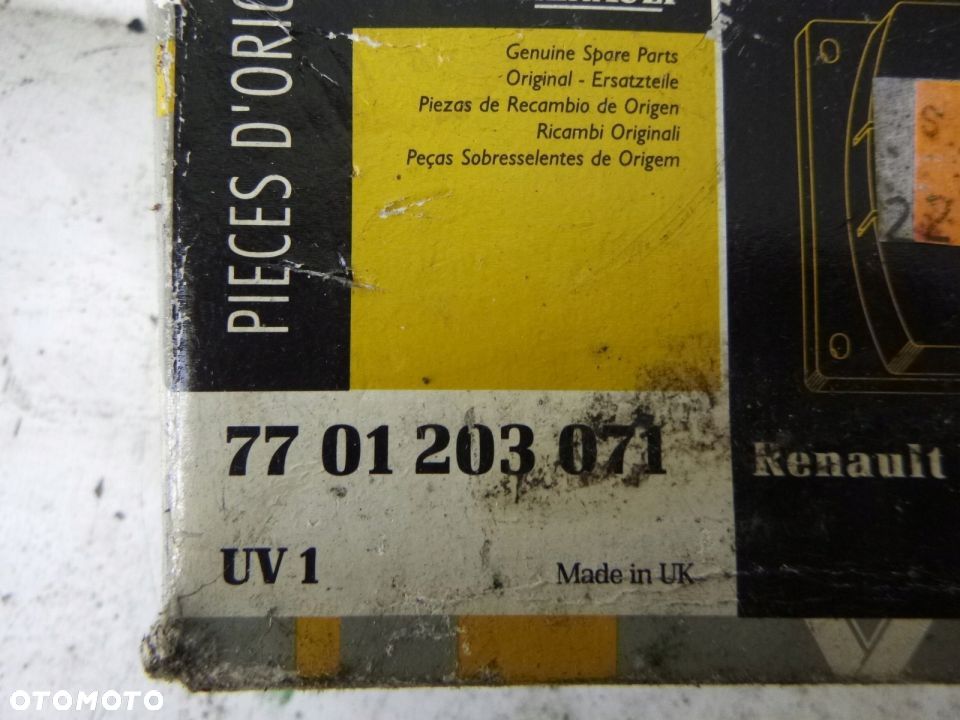 PIECES D'ORIG
Genuine Spare Parts
Original - Ersatzteile
Piezas de Recambio de Origen
Ricambi Originali
Peças Sobresselentes de Origem
77 01 203 071
UV 1
Made in UK
Renault
S
2
OTOMOTO